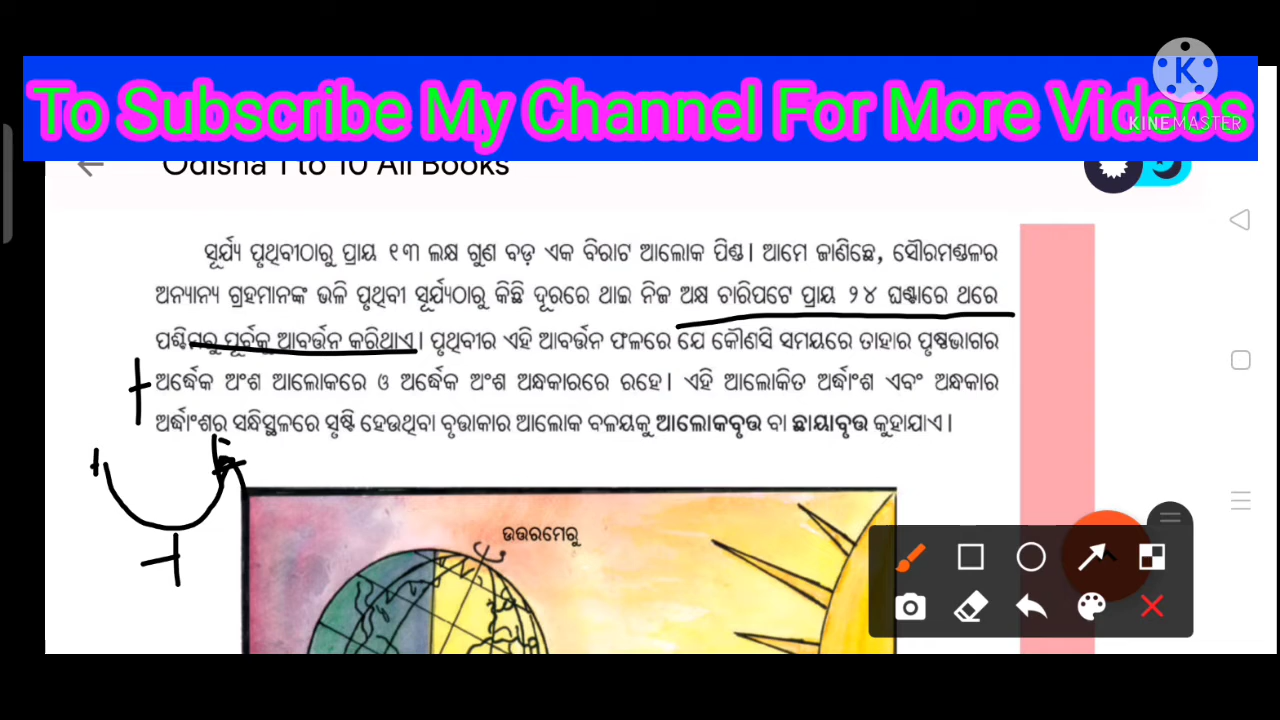 To Subscribe My Channel For More Videos
KINEMASTER
Odisha 1 to 10 All Books
ସୂର୍ଯ୍ୟ ପୃଥିବୀଠାରୁ ପ୍ରାୟ ୧୩ ଲକ୍ଷ ଗୁଣ ବଡ଼ ଏକ ବିରାଟ ଆଲୋକ ପିଣ୍ଡ। ଆମେ ଜାଣିଛେ, ସୌରମଣ୍ଡଳର
ଅନ୍ୟାନ୍ୟ ଗ୍ରହମାନଙ୍କ ଭଳି ପୃଥିବୀ ସୂର୍ଯ୍ୟଠାରୁ କିଛି ଦୂରରେ ଥାଇ ନିଜ ଅକ୍ଷ ଚାରିପଟେ ପ୍ରାୟ ୨୪ ଘଣ୍ଟାରେ ଥରେ
ପଶ୍ଚିମରୁ ପୂର୍ବକୁ ଆବର୍ତ୍ତନ କରିଥାଏ। ପୃଥିବୀର ଏହି ଆବର୍ତ୍ତନ ଫଳରେ ଯେ କୌଣସି ସମୟରେ ତାହାର ପୃଷ୍ଠଭାଗର
ଅର୍ଦ୍ଧେକ ଅଂଶ ଆଲୋକରେ ଓ ଅର୍ଦ୍ଧେକ ଅଂଶ ଅନ୍ଧକାରରେ ରହେ। ଏହି ଆଲୋକିତ ଅର୍ଦ୍ଧାଂଶ ଏବଂ ଅନ୍ଧକାର
ଅର୍ଦ୍ଧାଂଶର ସନ୍ଧିସ୍ଥଳରେ ସୃଷ୍ଟି ହେଉଥିବା ବୃତ୍ତାକାର ଆଲୋକ ବଳୟକୁ ଆଲୋକବୃତ୍ତ ବା ଛାୟାବୃତ୍ତ କୁହାଯାଏ।
ଉତ୍ତରମେରୁ